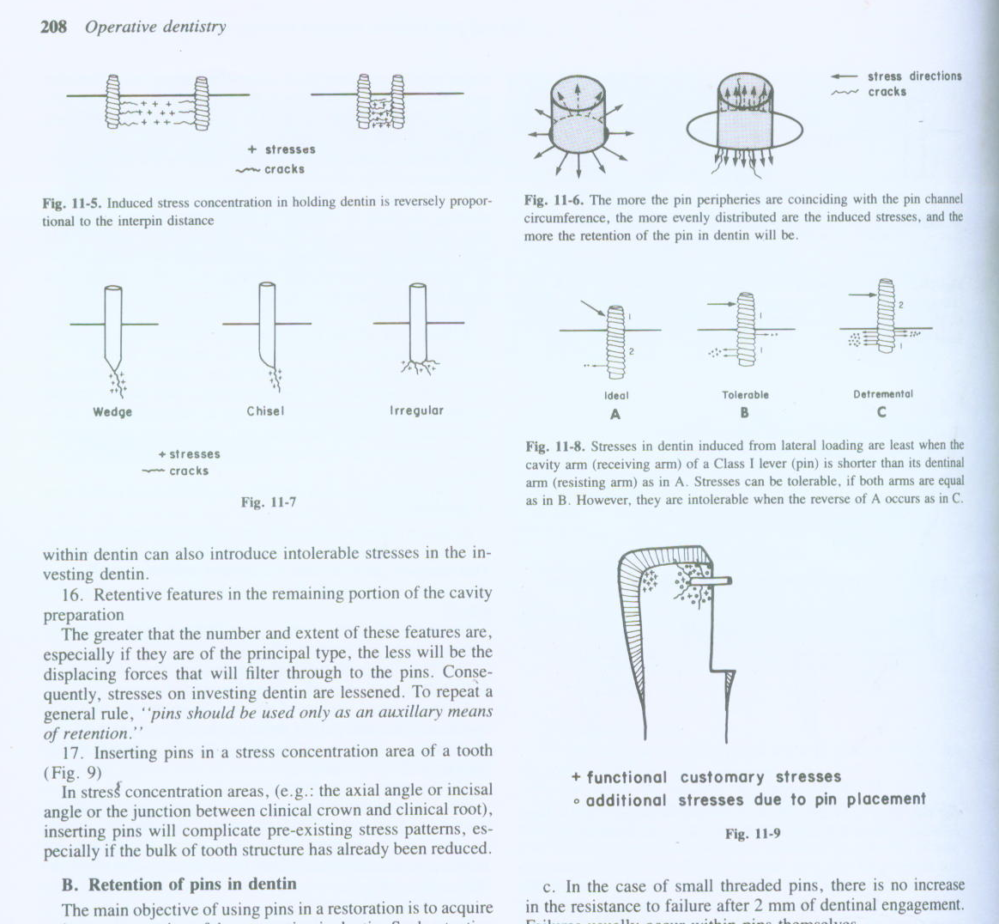 208 Operative dentistry
+ stresses
cracks
Fig. 11-5. Induced stress concentration in holding dentin is reversely propor-
tional to the interpin distance
Wedge
Chisel
Irregular
+ stresses
cracks
Fig. 11-7
within dentin can also introduce intolerable stresses in the in-
vesting dentin.
16. Retentive features in the remaining portion of the cavity
preparation
The greater that the number and extent of these features are,
especially if they are of the principal type, the less will be the
displacing forces that will filter through to the pins. Conse-
quently, stresses on investing dentin are lessened. To repeat a
general rule, ‘‘pins should be used only as an auxillary means
of retention.’’
17. Inserting pins in a stress concentration area of a tooth
(Fig. 9)
In stress concentration areas, (e.g.: the axial angle or incisal
angle or the junction between clinical crown and clinical root),
inserting pins will complicate pre-existing stress patterns, es-
pecially if the bulk of tooth structure has already been reduced.
B. Retention of pins in dentin
The main objective of using pins in a restoration is to acquire
stress directions
cracks
Fig. 11-6. The more the pin peripheries are coinciding with the pin channel
circumference, the more evenly distributed are the induced stresses, and the
more the retention of the pin in dentin will be.
1
2
Ideal
A
1
1
Tolerable
B
2
1
Detremental
C
Fig. 11-8. Stresses in dentin induced from lateral loading are least when the
cavity arm (receiving arm) of a Class I lever (pin) is shorter than its dentinal
arm (resisting arm) as in A. Stresses can be tolerable, if both arms are equal
as in B. However, they are intolerable when the reverse of A occurs as in C.
+ functional customary stresses
o additional stresses due to pin placement
Fig. 11-9
c. In the case of small threaded pins, there is no increase
in the resistance to failure after 2 mm of dentinal engagement.